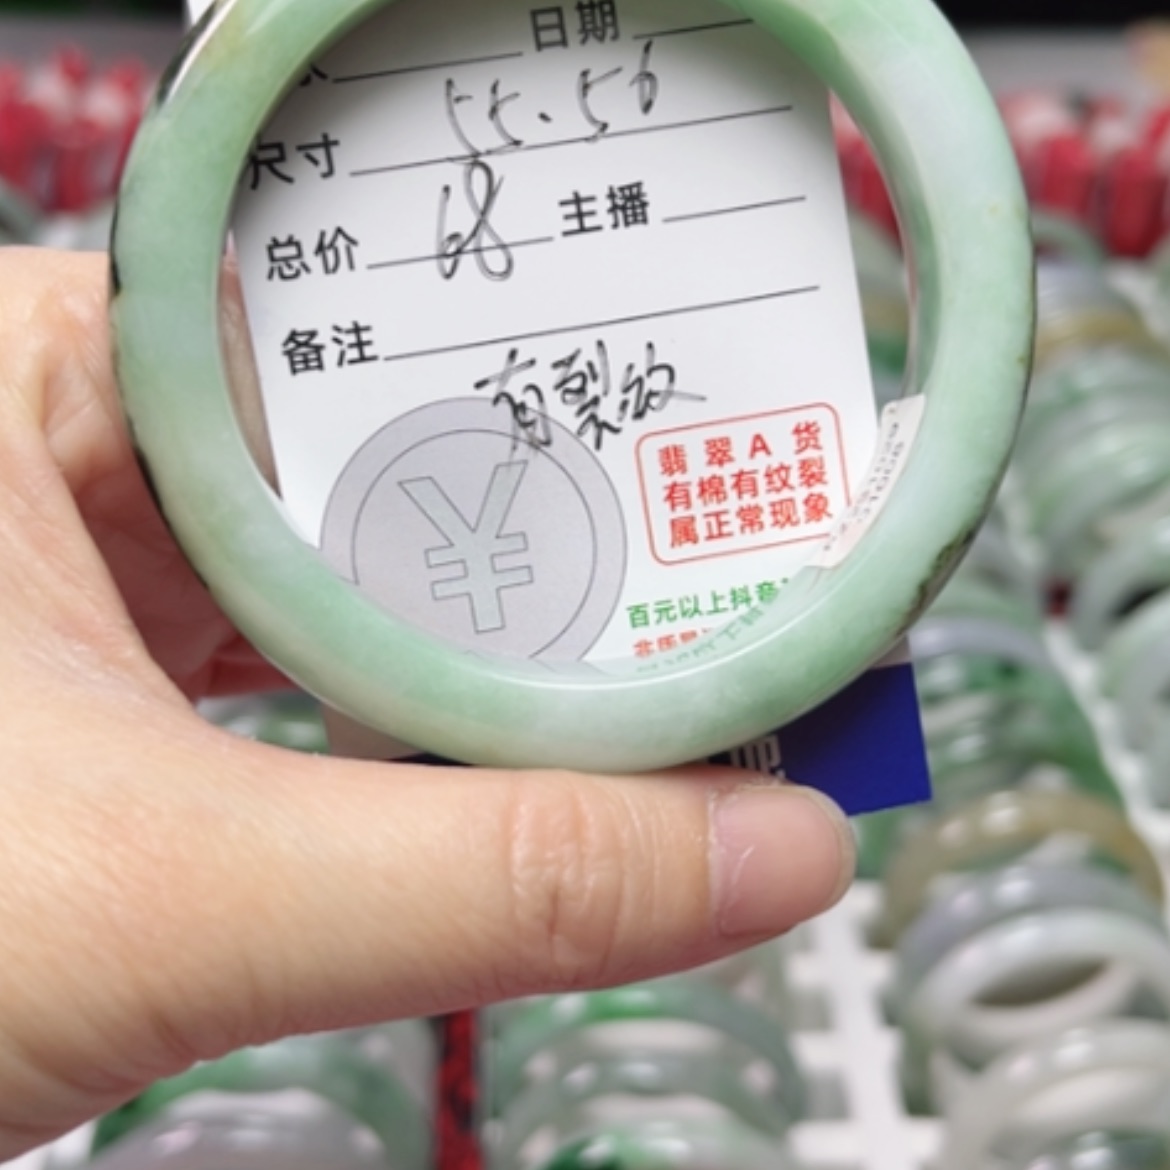 日期
尺寸 55.56
总价 68 主播
备注
有裂纹
翡翠A货
有棉有纹裂
属正常现象
百元以上抖音